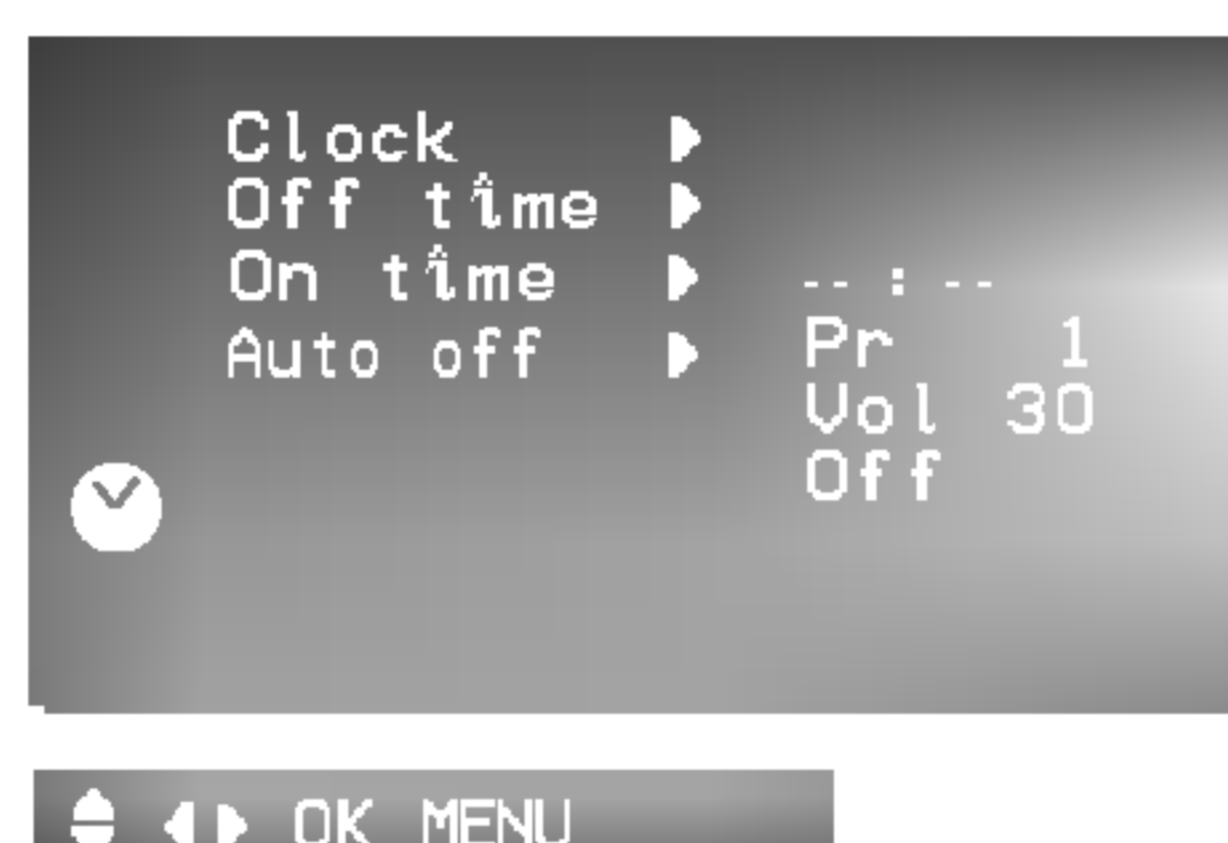 Clock
Off tîme
On tîme
Auto off
-- : --
Pr 1
Vol 30
Off
OK MENU